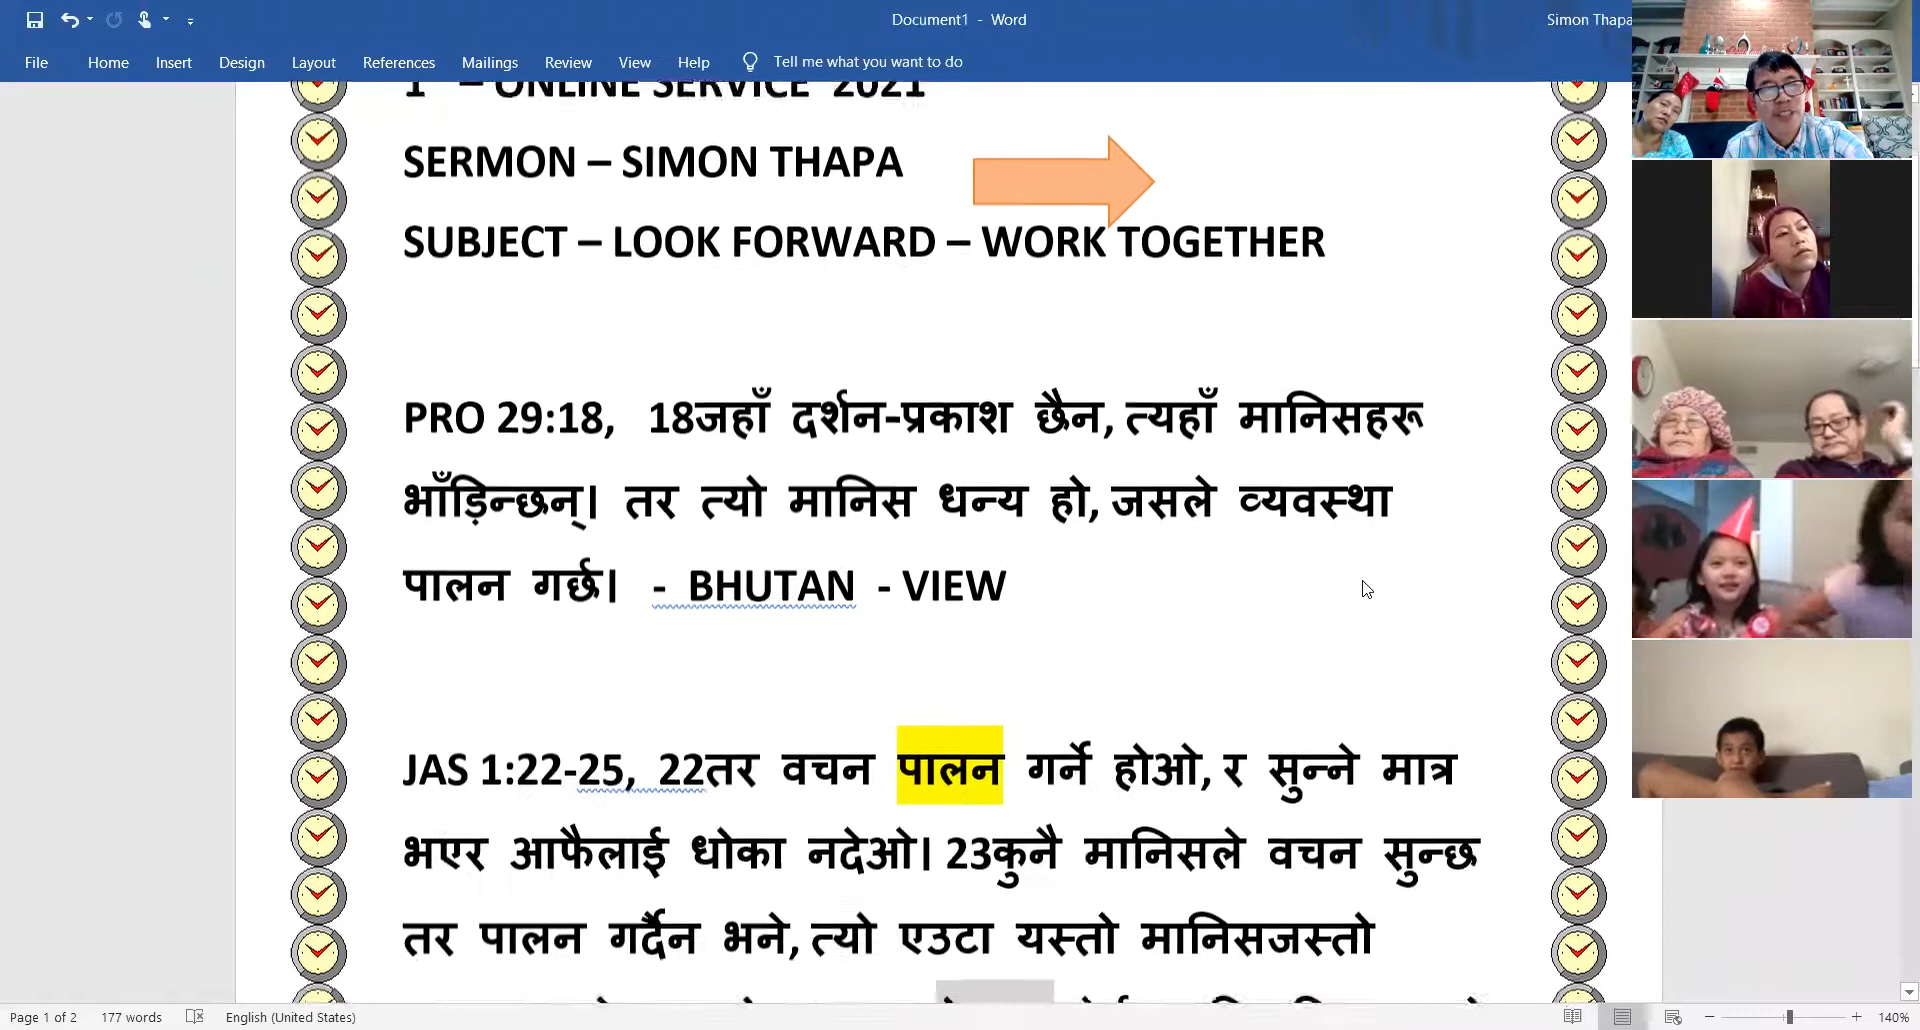 Document1 - Word
Simon Thapa
File Home Insert Design Layout References Mailings Review View Help Tell me what you want to do
1 – ONLINE SERVICE 2021
SERMON – SIMON THAPA
SUBJECT – LOOK FORWARD – WORK TOGETHER
PRO 29:18, 18जहाँ दर्शन-प्रकाश छैन, त्यहाँ मानिसहरू
भाँड़िन्छन्। तर त्यो मानिस धन्य हो, जसले व्यवस्था
पालन गर्छ। - BHUTAN - VIEW
JAS 1:22-25, 22तर वचन पालन गर्ने होओ, र सुन्ने मात्र
भएर आफैलाई धोका नदेओ। 23कुनै मानिसले वचन सुन्छ
तर पालन गर्दैन भने, त्यो एउटा यस्तो मानिसजस्तो
Page 1 of 2 177 words English (United States) 140%